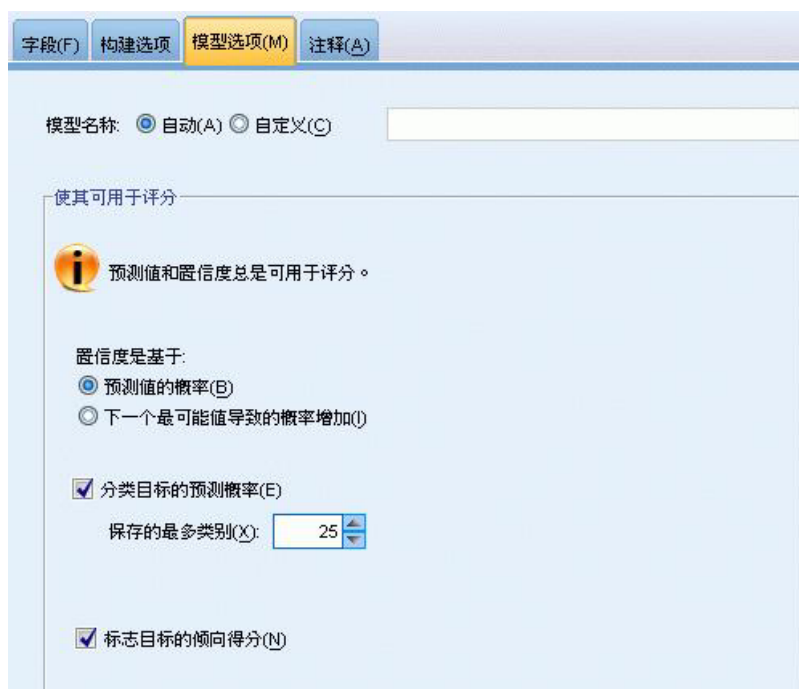 字段(F) 构建选项 模型选项(M) 注释(A)
模型名称: 自动(A) 自定义(C)
使其可用于评分
预测值和置信度总是可用于评分。
置信度是基于:
预测值的概率(B)
下一个最可能值导致的概率增加(I)
分类目标的预测概率(E)
保存的最多类别(X): 25
标志目标的倾向得分(N)